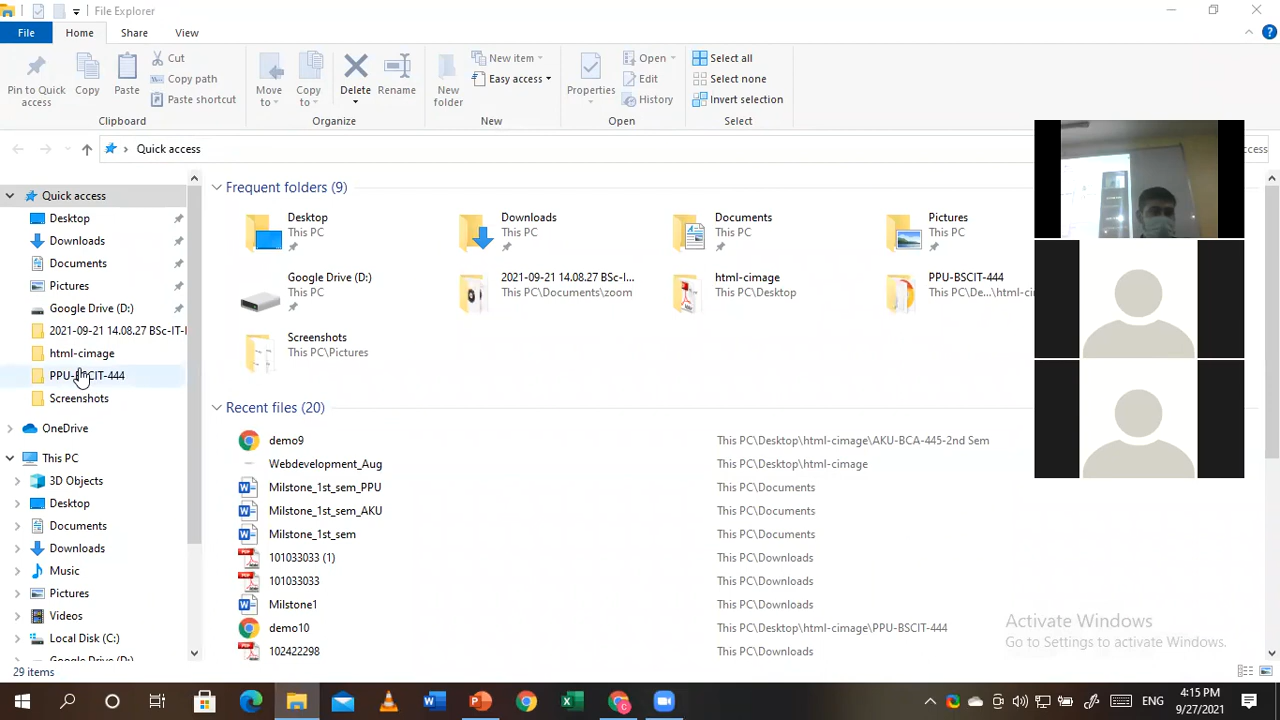 File Explorer
File Home Share View
Pin to Quick access
Copy
Paste
Cut
Copy path
Paste shortcut
Clipboard
Move to
Copy to
Delete
Rename
Organize
New folder
New item
Easy access
New
Properties
Open
Edit
History
Open
Select all
Select none
Invert selection
Select
Quick access
cess
Quick access
Desktop
Downloads
Documents
Pictures
Google Drive (D:)
2021-09-21 14.08.27 BSc-IT-I
html-cimage
PPU-BSCIT-444
Screenshots
OneDrive
This PC
3D Objects
Desktop
Documents
Downloads
Music
Pictures
Videos
Local Disk (C:)
Google Drive (D:)
Frequent folders (9)
Desktop
This PC
Downloads
This PC
Documents
This PC
Pictures
This PC
Google Drive (D:)
This PC
2021-09-21 14.08.27 BSc-I...
This PC\Documents\zoom
html-cimage
This PC\Desktop
PPU-BSCIT-444
This PC\De...\html-ci
Screenshots
This PC\Pictures
Recent files (20)
demo9 This PC\Desktop\html-cimage\AKU-BCA-445-2nd Sem
Webdevelopment_Aug This PC\Desktop\html-cimage
Milstone_1st_sem_PPU This PC\Documents
Milstone_1st_sem_AKU This PC\Documents
Milstone_1st_sem This PC\Documents
101033033 (1) This PC\Downloads
101033033 This PC\Downloads
Milstone1 This PC\Downloads
demo10 This PC\Desktop\html-cimage\PPU-BSCIT-444
102422298 This PC\Downloads
Activate Windows
Go to Settings to activate Windows.
29 items
ENG
4:15 PM
9/27/2021